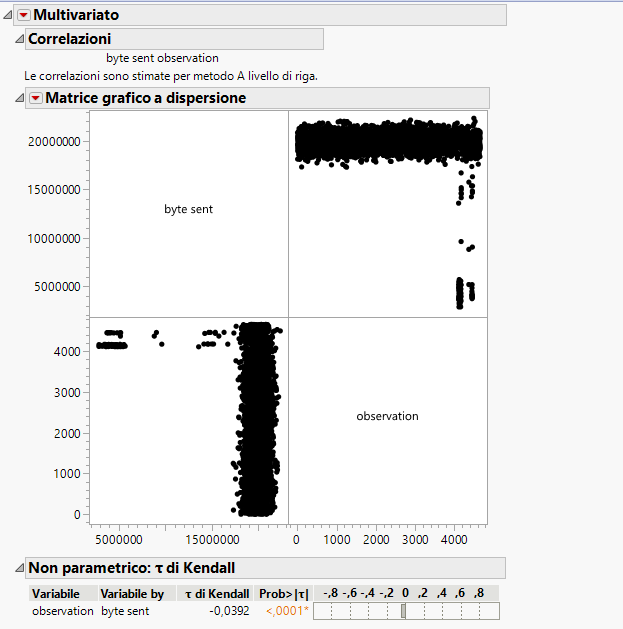 Multivariato
Correlazioni
byte sent observation
Le correlazioni sono stimate per metodo A livello di riga.
Matrice grafico a dispersione
20000000
15000000
10000000
5000000
byte sent
4000
3000
2000
1000
0
observation
5000000 15000000 0 1000 2000 3000 4000
Non parametrico: τ di Kendall
Variabile Variabile by τ di Kendall Prob>|τ| -,8 -,6 -,4 -,2 0 ,2 ,4 ,6 ,8
observation byte sent -0,0392 <,0001*